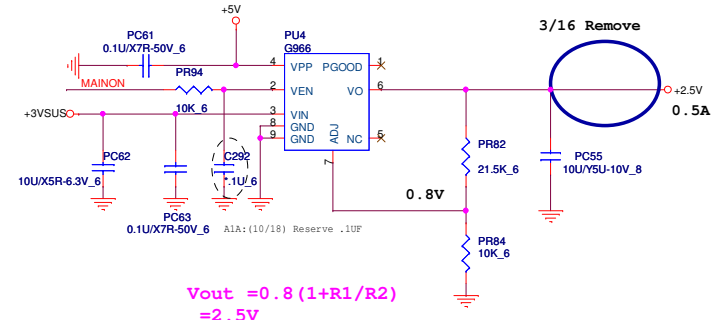 +5V
3/16 Remove
PC61
0.1U/X7R-50V_6
PU4
G966
4 VPP PGOOD 1
MAINON
PR94
10K_6
2 VEN VO 6
+2.5V
0.5A
+3VSUS
3 VIN
8 GND
9 GND
ADJ
NC 5
7
PC62
10U/X5R-6.3V_6
C292
.1U_6
PR82
21.5K_6
PC55
10U/Y5U-10V_8
0.8V
PC63
0.1U/X7R-50V_6
A1A:(10/18) Reserve .1UF
PR84
10K_6
Vout =0.8(1+R1/R2)
=2.5V